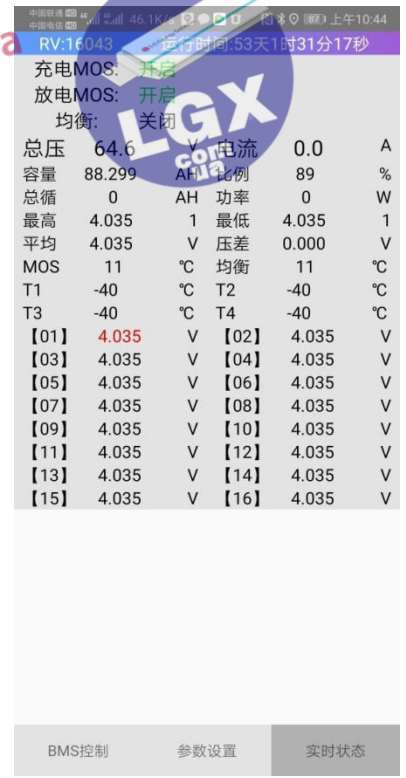 中国联通 HD
中国电信 HD 46.1K/s 87 上午10:44
RV:16043 运行时间:53天1时31分17秒
充电MOS: 开启
放电MOS: 开启
均衡: 关闭
总压 64.6 V 电流 0.0 A
容量 88.299 AH 比例 89 %
总循 0 AH 功率 0 W
最高 4.035 1 最低 4.035 1
平均 4.035 V 压差 0.000 V
MOS 11 ℃ 均衡 11 ℃
T1 -40 ℃ T2 -40 ℃
T3 -40 ℃ T4 -40 ℃
【01】 4.035 V 【02】 4.035 V
【03】 4.035 V 【04】 4.035 V
【05】 4.035 V 【06】 4.035 V
【07】 4.035 V 【08】 4.035 V
【09】 4.035 V 【10】 4.035 V
【11】 4.035 V 【12】 4.035 V
【13】 4.035 V 【14】 4.035 V
【15】 4.035 V 【16】 4.035 V
BMS控制 参数设置 实时状态
LGX
com
ua
a